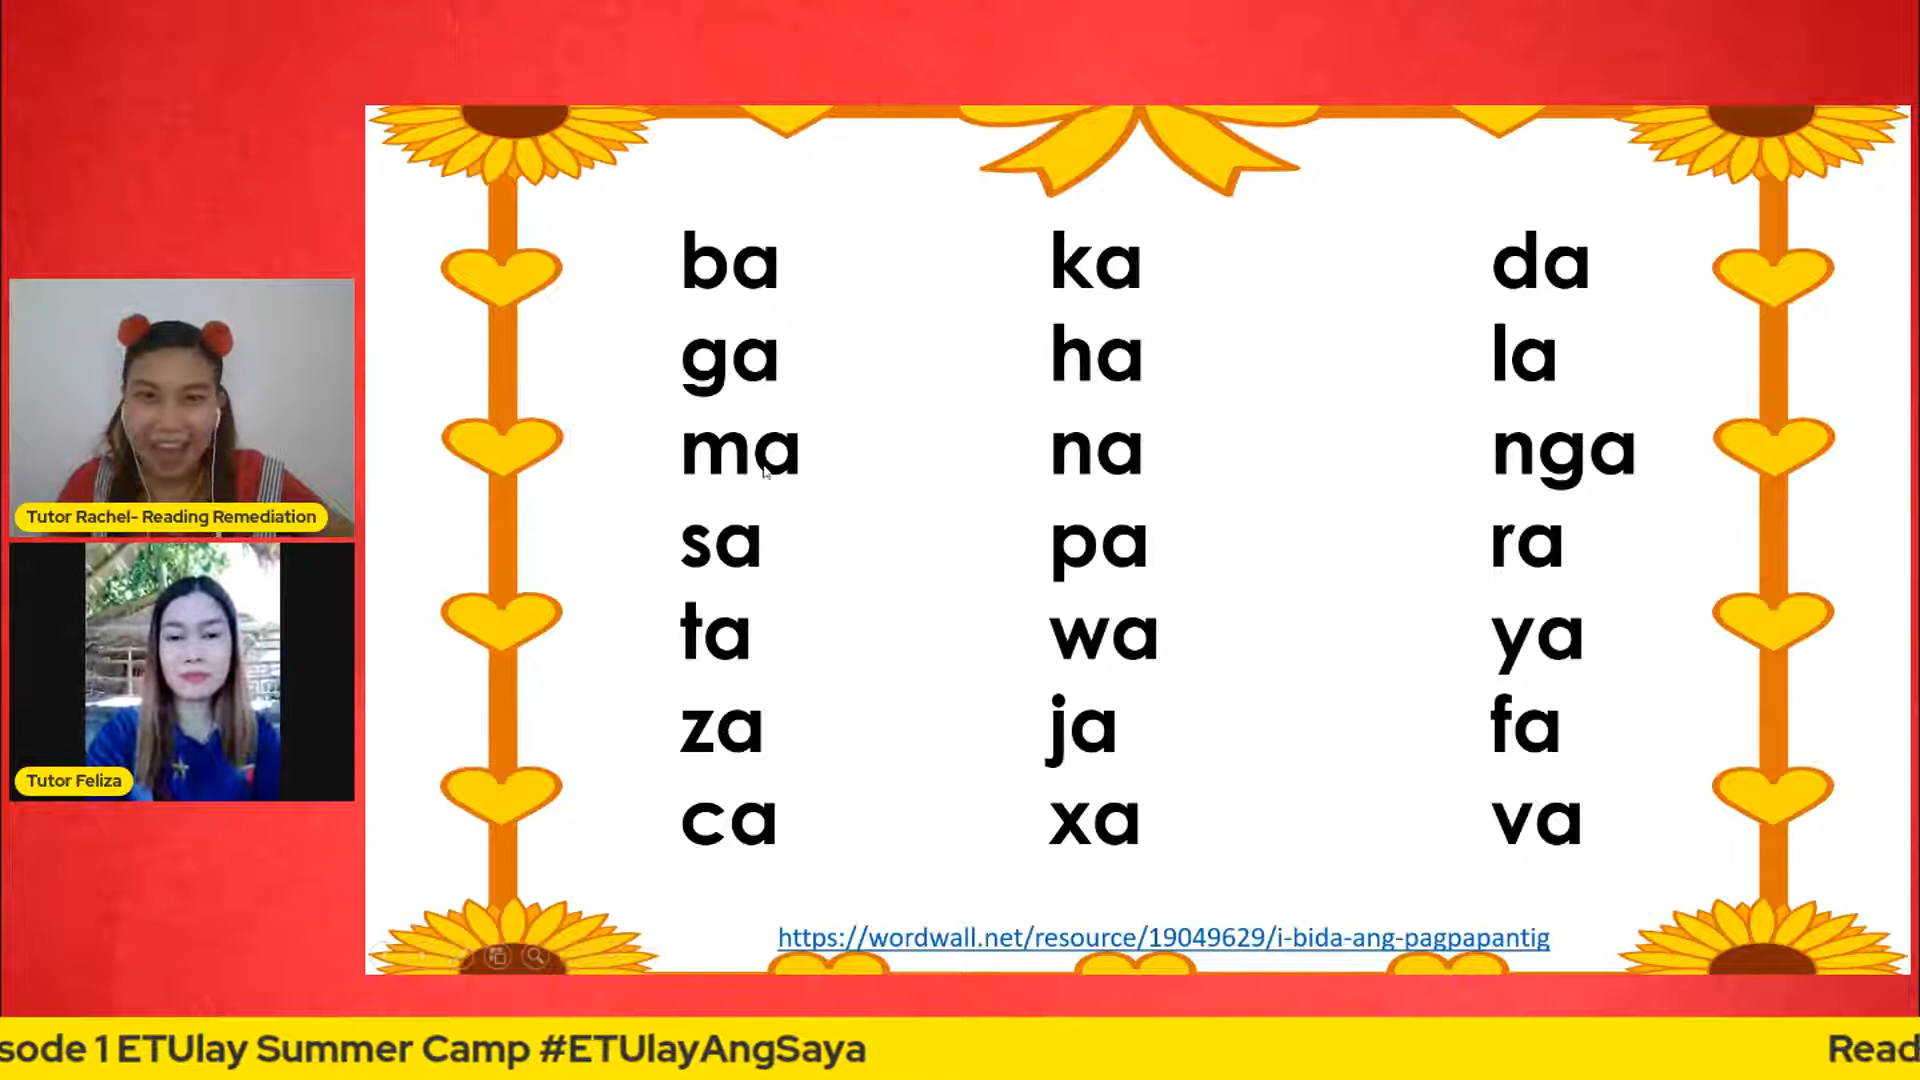 ba ka da
ga ha la
ma na nga
sa pa ra
ta wa ya
za ja fa
ca xa va
https://wordwall.net/resource/19049629/i-bida-ang-pagpapantig
Tutor Rachel- Reading Remediation
Tutor Feliza
sode 1 ETUlay Summer Camp #ETUlayAngSaya Read